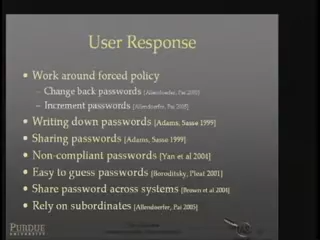 User Response
• Work around forced policy
– Change back passwords [Allendoerfer, Pai 2005]
– Increment passwords [Allendoerfer, Pai 2005]
• Writing down passwords [Adams, Sasse 1999]
• Sharing passwords [Adams, Sasse 1999]
• Non-compliant passwords [Yan et al 2004]
• Easy to guess passwords [Boroditsky, Pleat 2001]
• Share password across systems [Brown et al 2004]
• Rely on subordinates [Allendoerfer, Pai 2005]
PURDUE
UNIVERSITY